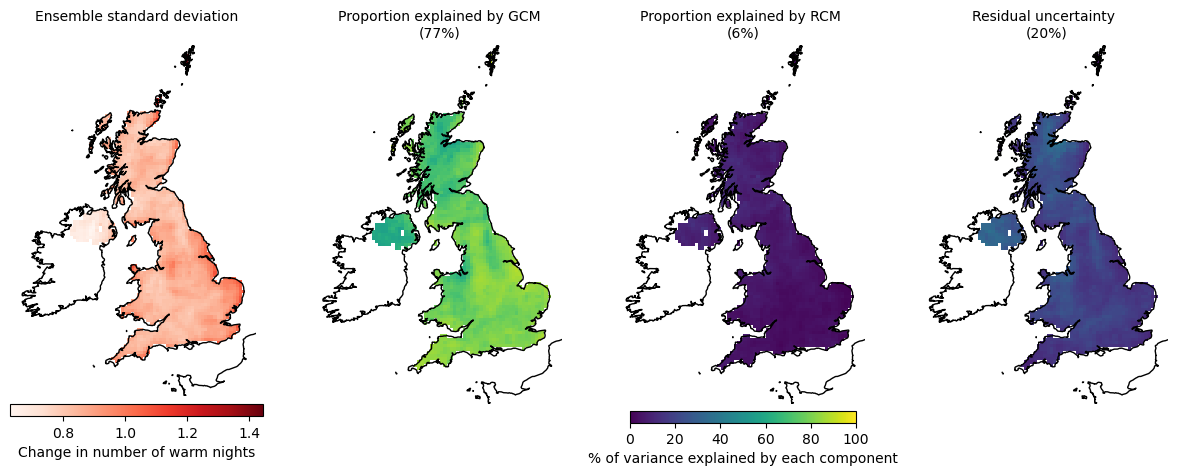 Ensemble standard deviation
Proportion explained by GCM
(77%)
Proportion explained by RCM
(6%)
Residual uncertainty
(20%)
0.8 1.0 1.2 1.4
Change in number of warm nights
0 20 40 60 80 100
% of variance explained by each component